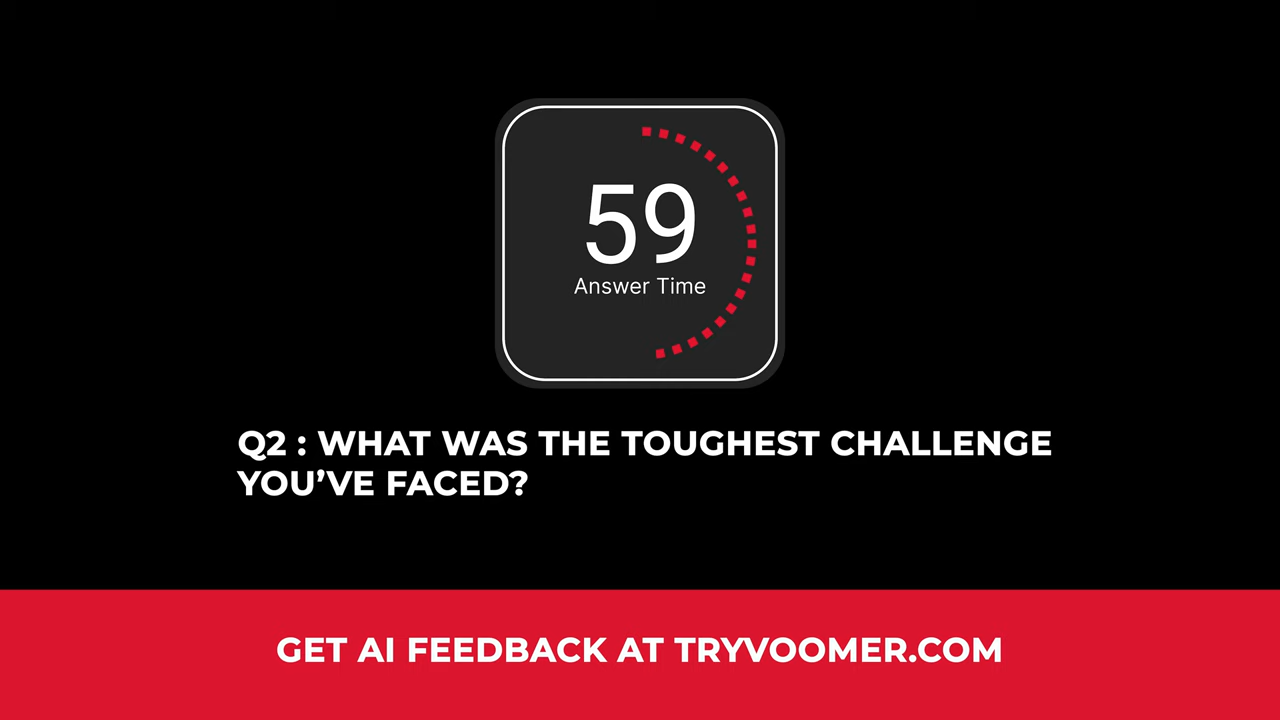 59
Answer Time
Q2 : WHAT WAS THE TOUGHEST CHALLENGE
YOU’VE FACED?
GET AI FEEDBACK AT TRYVOOMER.COM